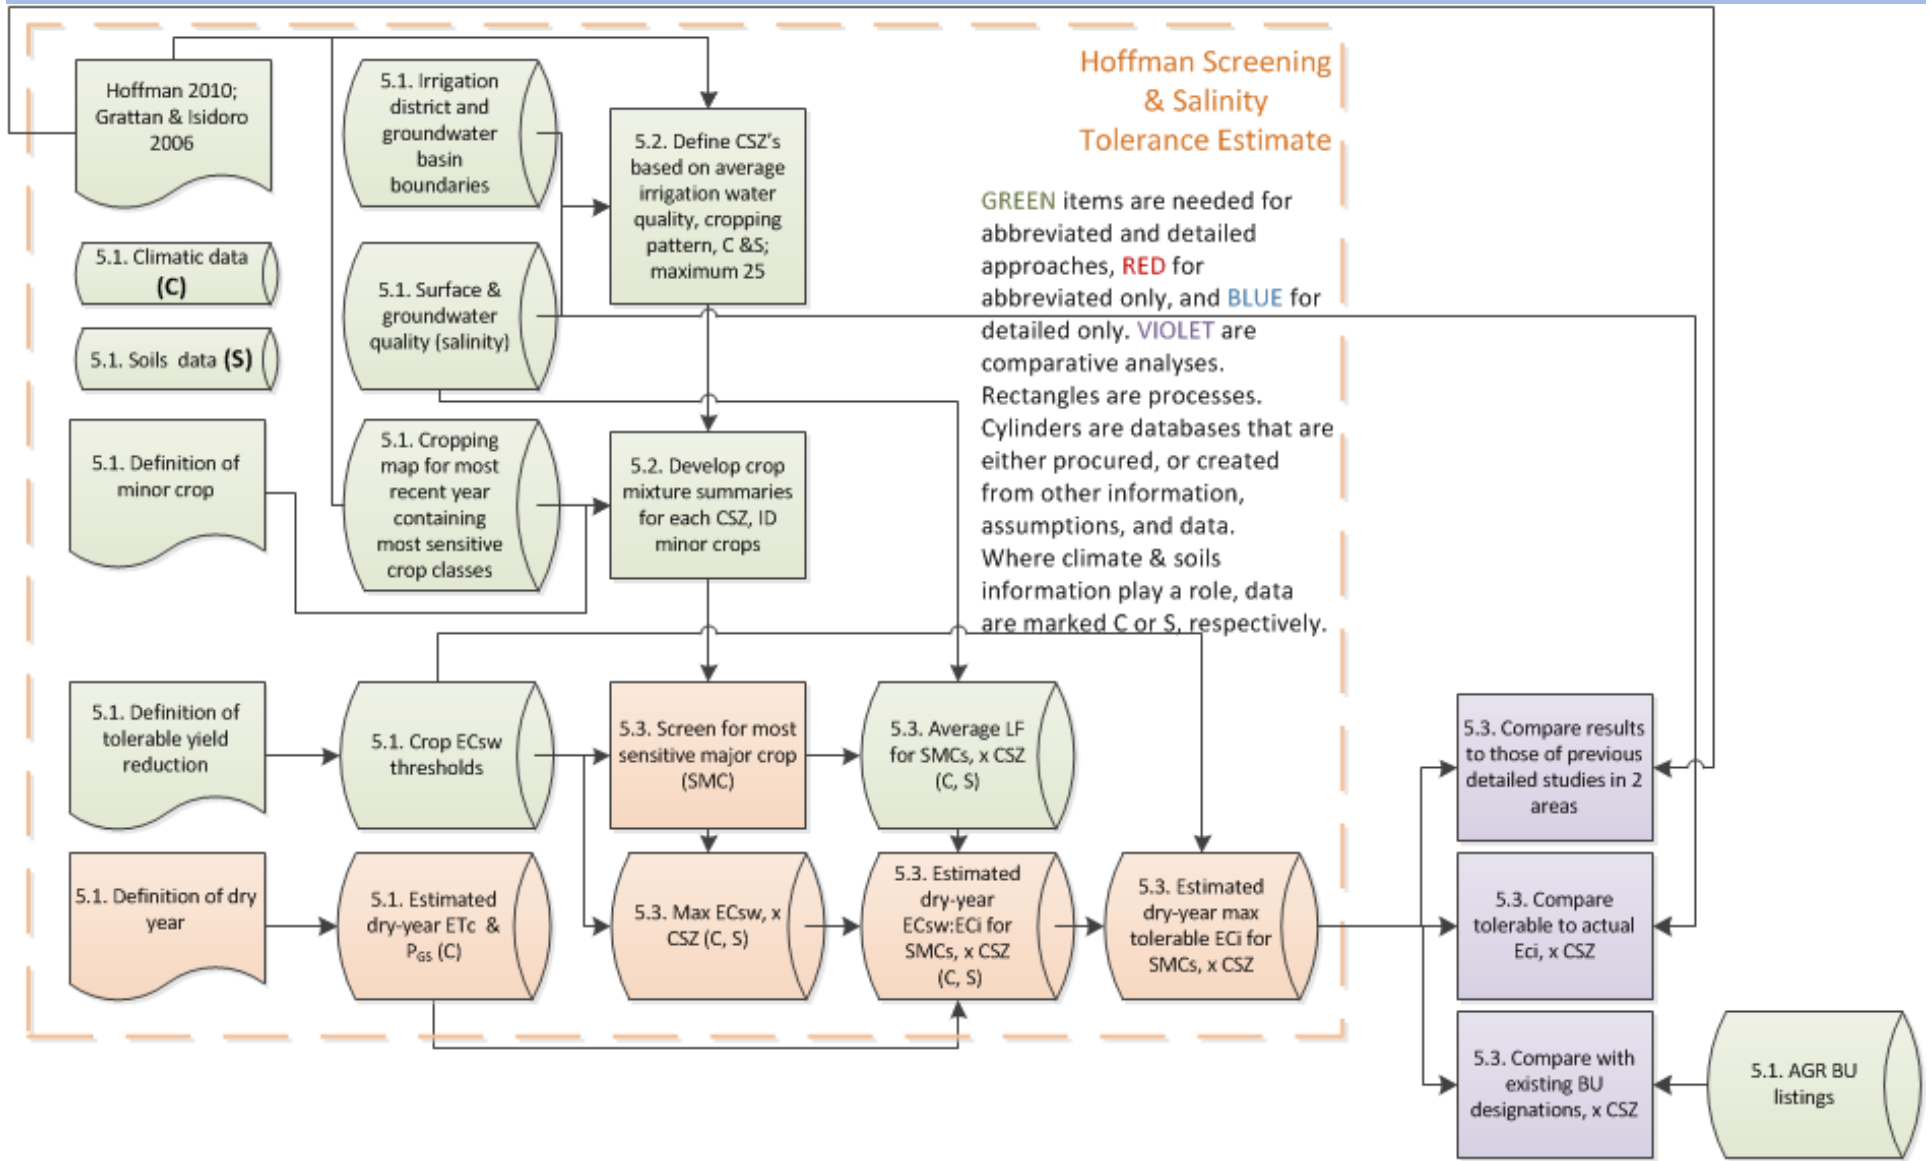 Hoffman 2010;
Grattan & Isidoro
2006
5.1. Climatic data
(C)
5.1. Soils data (S)
5.1. Definition of
minor crop
5.1. Irrigation
district and
groundwater
basin
boundaries
5.1. Surface &
groundwater
quality (salinity)
5.1. Cropping
map for most
recent year
containing
most sensitive
crop classes
5.2. Define CSZ's
based on average
irrigation water
quality, cropping
pattern, C &S;
maximum 25
5.2. Develop crop
mixture summaries
for each CSZ, ID
minor crops
Hoffman Screening
& Salinity
Tolerance Estimate
GREEN items are needed for
abbreviated and detailed
approaches, RED for
abbreviated only, and BLUE for
detailed only. VIOLET are
comparative analyses.
Rectangles are processes.
Cylinders are databases that are
either procured, or created
from other information,
assumptions, and data.
Where climate & soils
information play a role, data
are marked C or S, respectively.
5.1. Definition of
tolerable yield
reduction
5.1. Crop ECsw
thresholds
5.3. Screen for most
sensitive major crop
(SMC)
5.3. Average LF
for SMCs, x CSZ
(C, S)
5.1. Definition of dry
year
5.1. Estimated
dry-year ETc &
PGS (C)
5.3. Max ECsw, x
CSZ (C, S)
5.3. Estimated
dry-year
ECsw:ECi for
SMCs, x CSZ
(C, S)
5.3. Estimated
dry-year max
tolerable ECi for
SMCs, x CSZ
5.3. Compare results
to those of previous
detailed studies in 2
areas
5.3. Compare
tolerable to actual
Eci, x CSZ
5.3. Compare with
existing BU
designations, x CSZ
5.1. AGR BU
listings